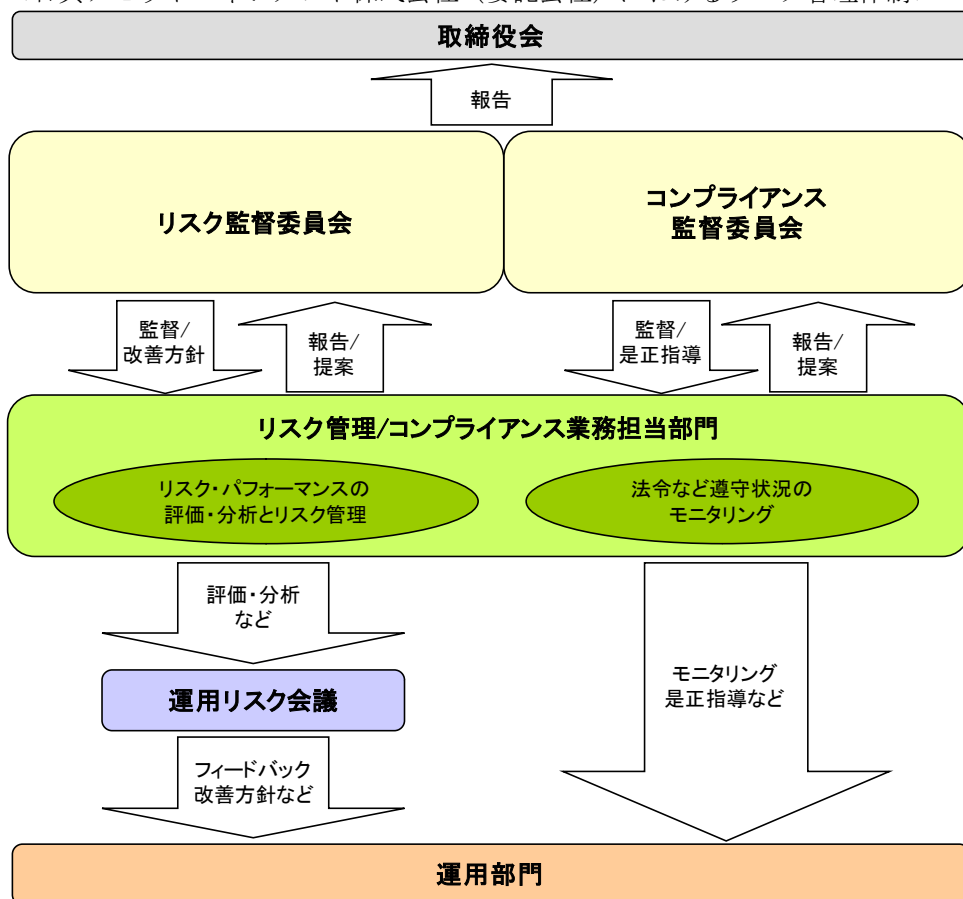 取締役会
報告
リスク監督委員会
コンプライアンス
監督委員会
監督/
改善方針
報告/
提案
監督/
是正指導
報告/
提案
リスク管理/コンプライアンス業務担当部門
リスク・パフォーマンスの
評価・分析とリスク管理
法令など遵守状況の
モニタリング
評価・分析
など
運用リスク会議
モニタリング
是正指導など
フィードバック
改善方針など
運用部門